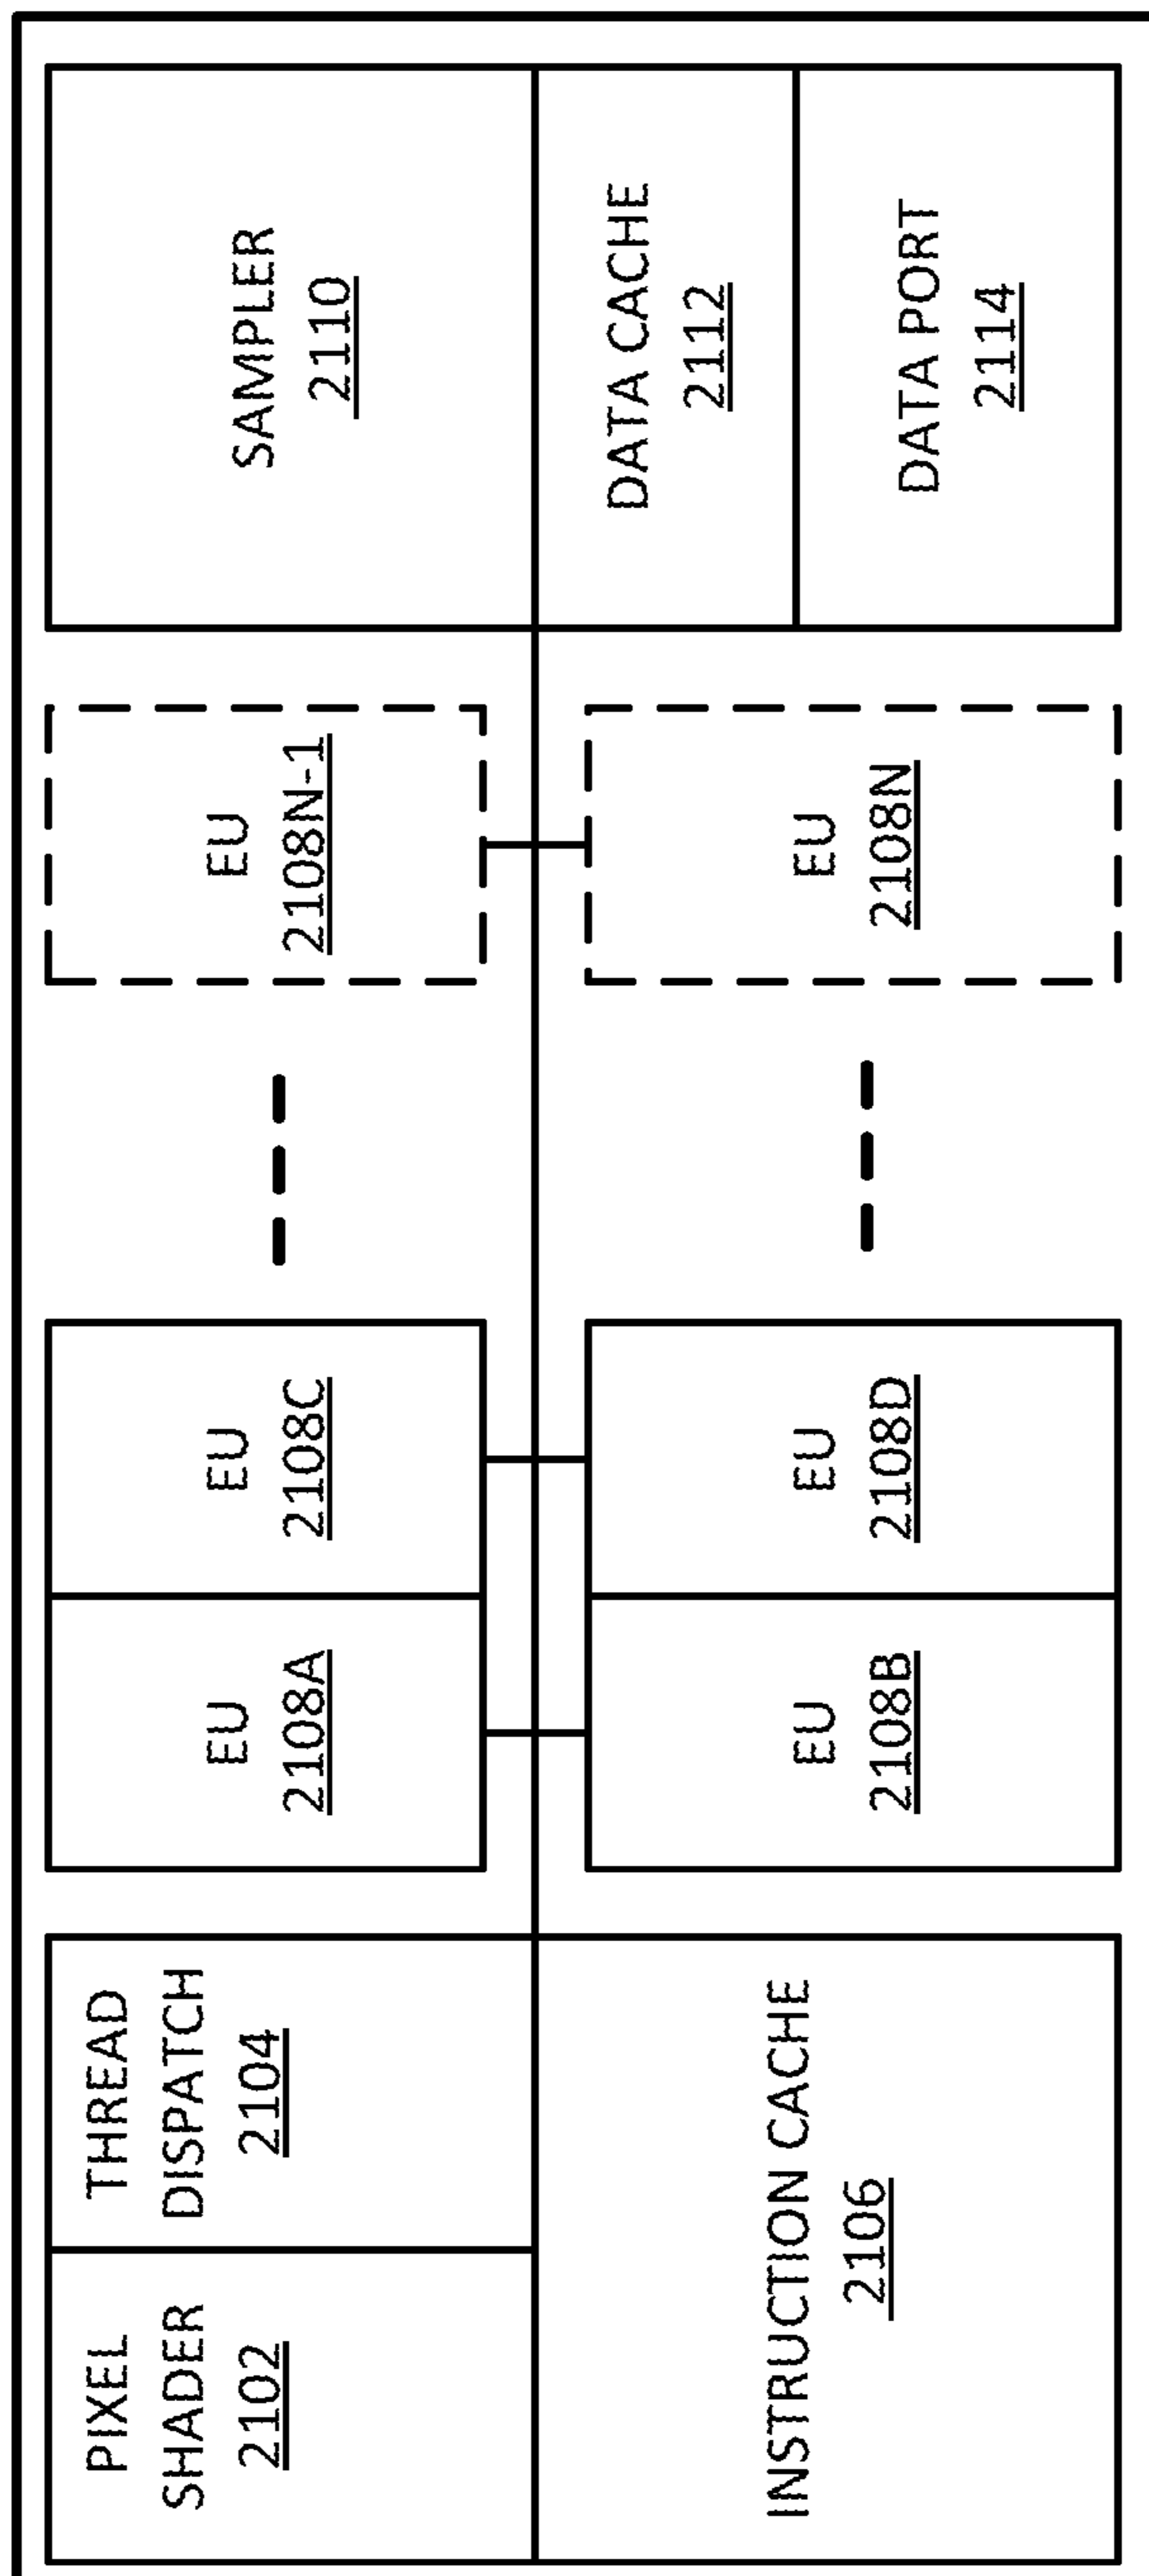 PIXEL
SHADER
2102
THREAD
DISPATCH
2104
INSTRUCTION CACHE
2106
EU
2108A
EU
2108C
EU
2108B
EU
2108D
EU
2108N-1
EU
2108N
SAMPLER
2110
DATA CACHE
2112
DATA PORT
2114